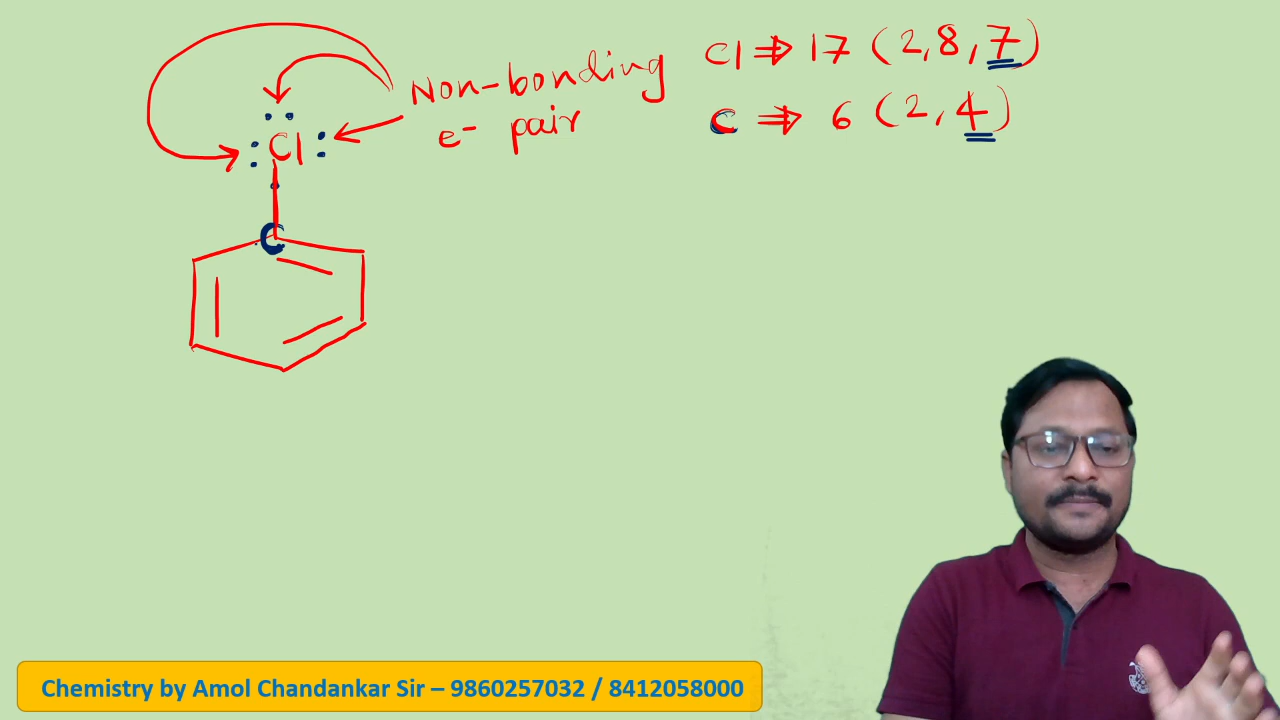 Non-bonding
e- pair
Cl ⇒ 17 (2,8,7)
C ⇒ 6 (2,4)
Cl
C
Chemistry by Amol Chandankar Sir – 9860257032 / 8412058000